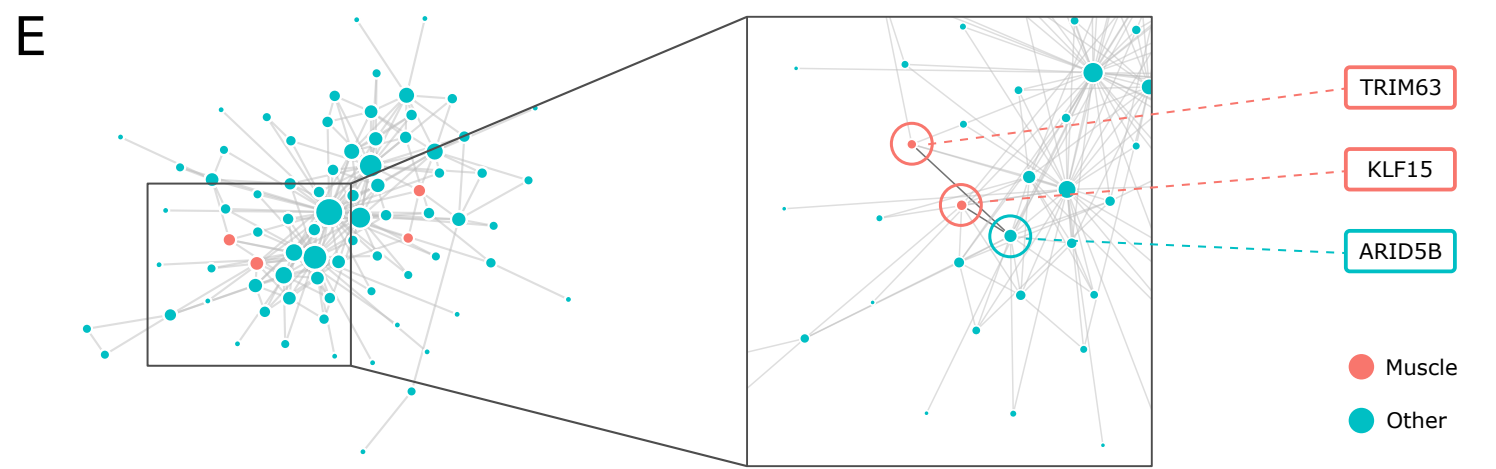 E
TRIM63
KLF15
ARID5B
Muscle
Other